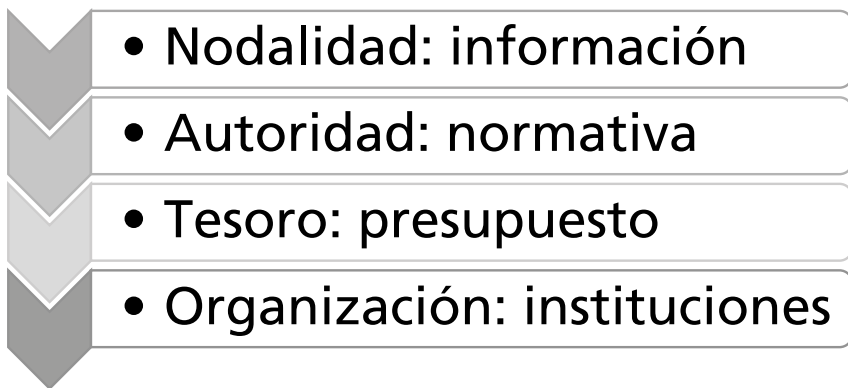 • Nodalidad: información
• Autoridad: normativa
• Tesoro: presupuesto
• Organización: instituciones